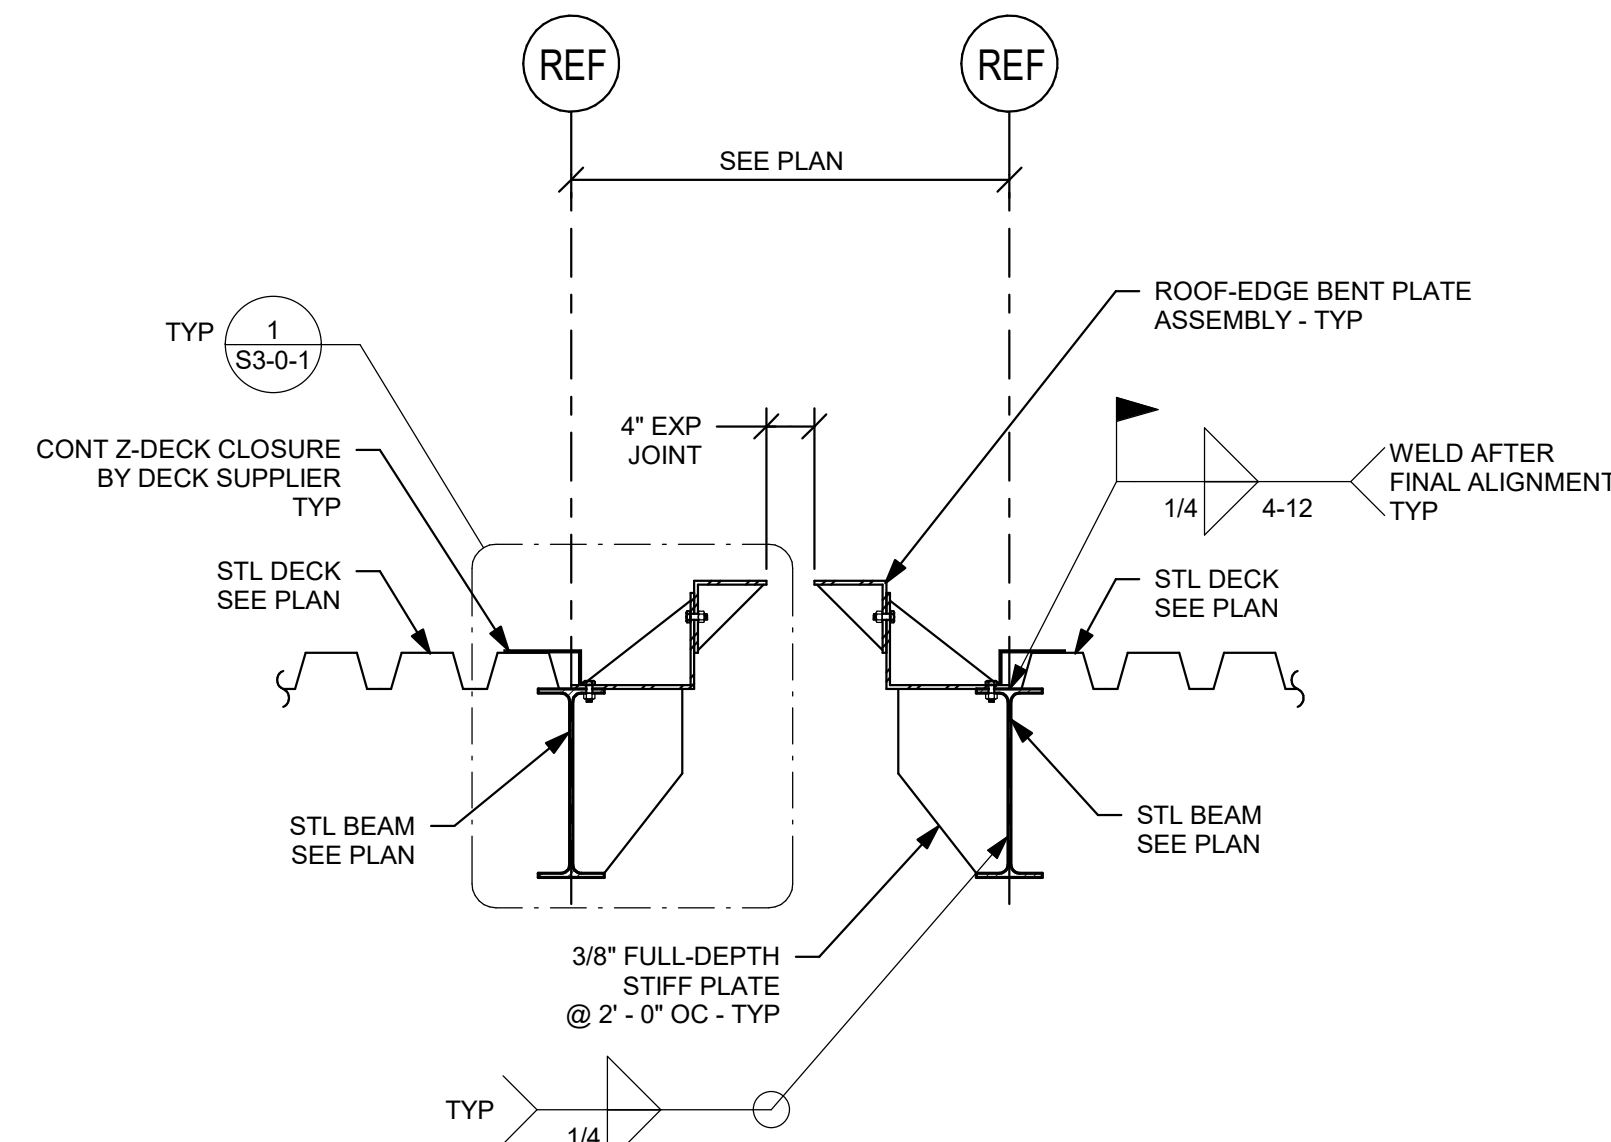 REF
REF
SEE PLAN
ROOF-EDGE BENT PLATE
ASSEMBLY - TYP
TYP
1
S3-0-1
4" EXP
JOINT
CONT Z-DECK CLOSURE
BY DECK SUPPLIER
TYP
WELD AFTER
FINAL ALIGNMENT
TYP
1/4
4-12
STL DECK
SEE PLAN
STL DECK
SEE PLAN
STL BEAM
SEE PLAN
STL BEAM
SEE PLAN
3/8" FULL-DEPTH
STIFF PLATE
@ 2' - 0" OC - TYP
TYP
1/4